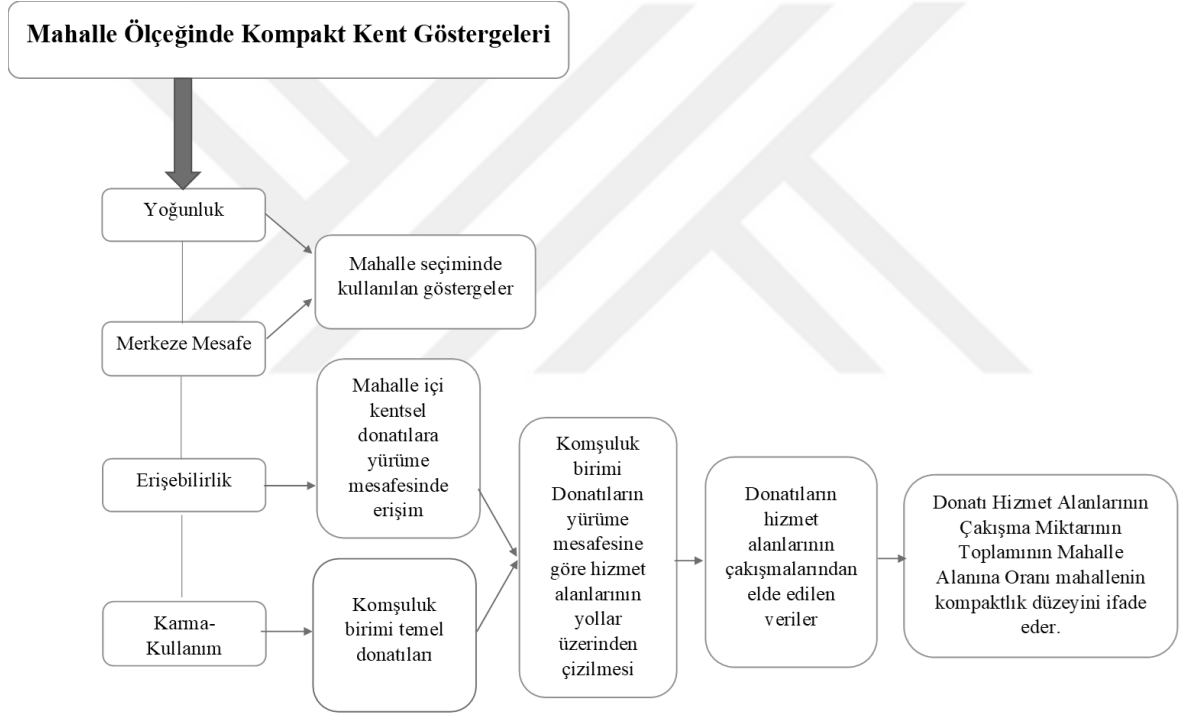 Mahalle Ölçeğinde Kompakt Kent Göstergeleri
Yoğunluk
Mahalle seçiminde
kullanılan göstergeler
Merkeze Mesafe
Mahalle içi
kentsel
donatılara
yürüme
mesafesinde
erişim
Erişebilirlik
Komşuluk
birimi
Donatıların
yürüme
mesafesine
göre hizmet
alanlarının
yollar
üzerinden
çizilmesi
Donatıların
hizmet
alanlarının
çakışmalarından
elde edilen
veriler
Donatı Hizmet Alanlarının
Çakışma Miktarının
Toplamının Mahalle
Alanına Oranı mahallenin
kompaktlık düzeyini ifade
eder.
Karma-
Kullanım
Komşuluk
birimi temel
donatıları